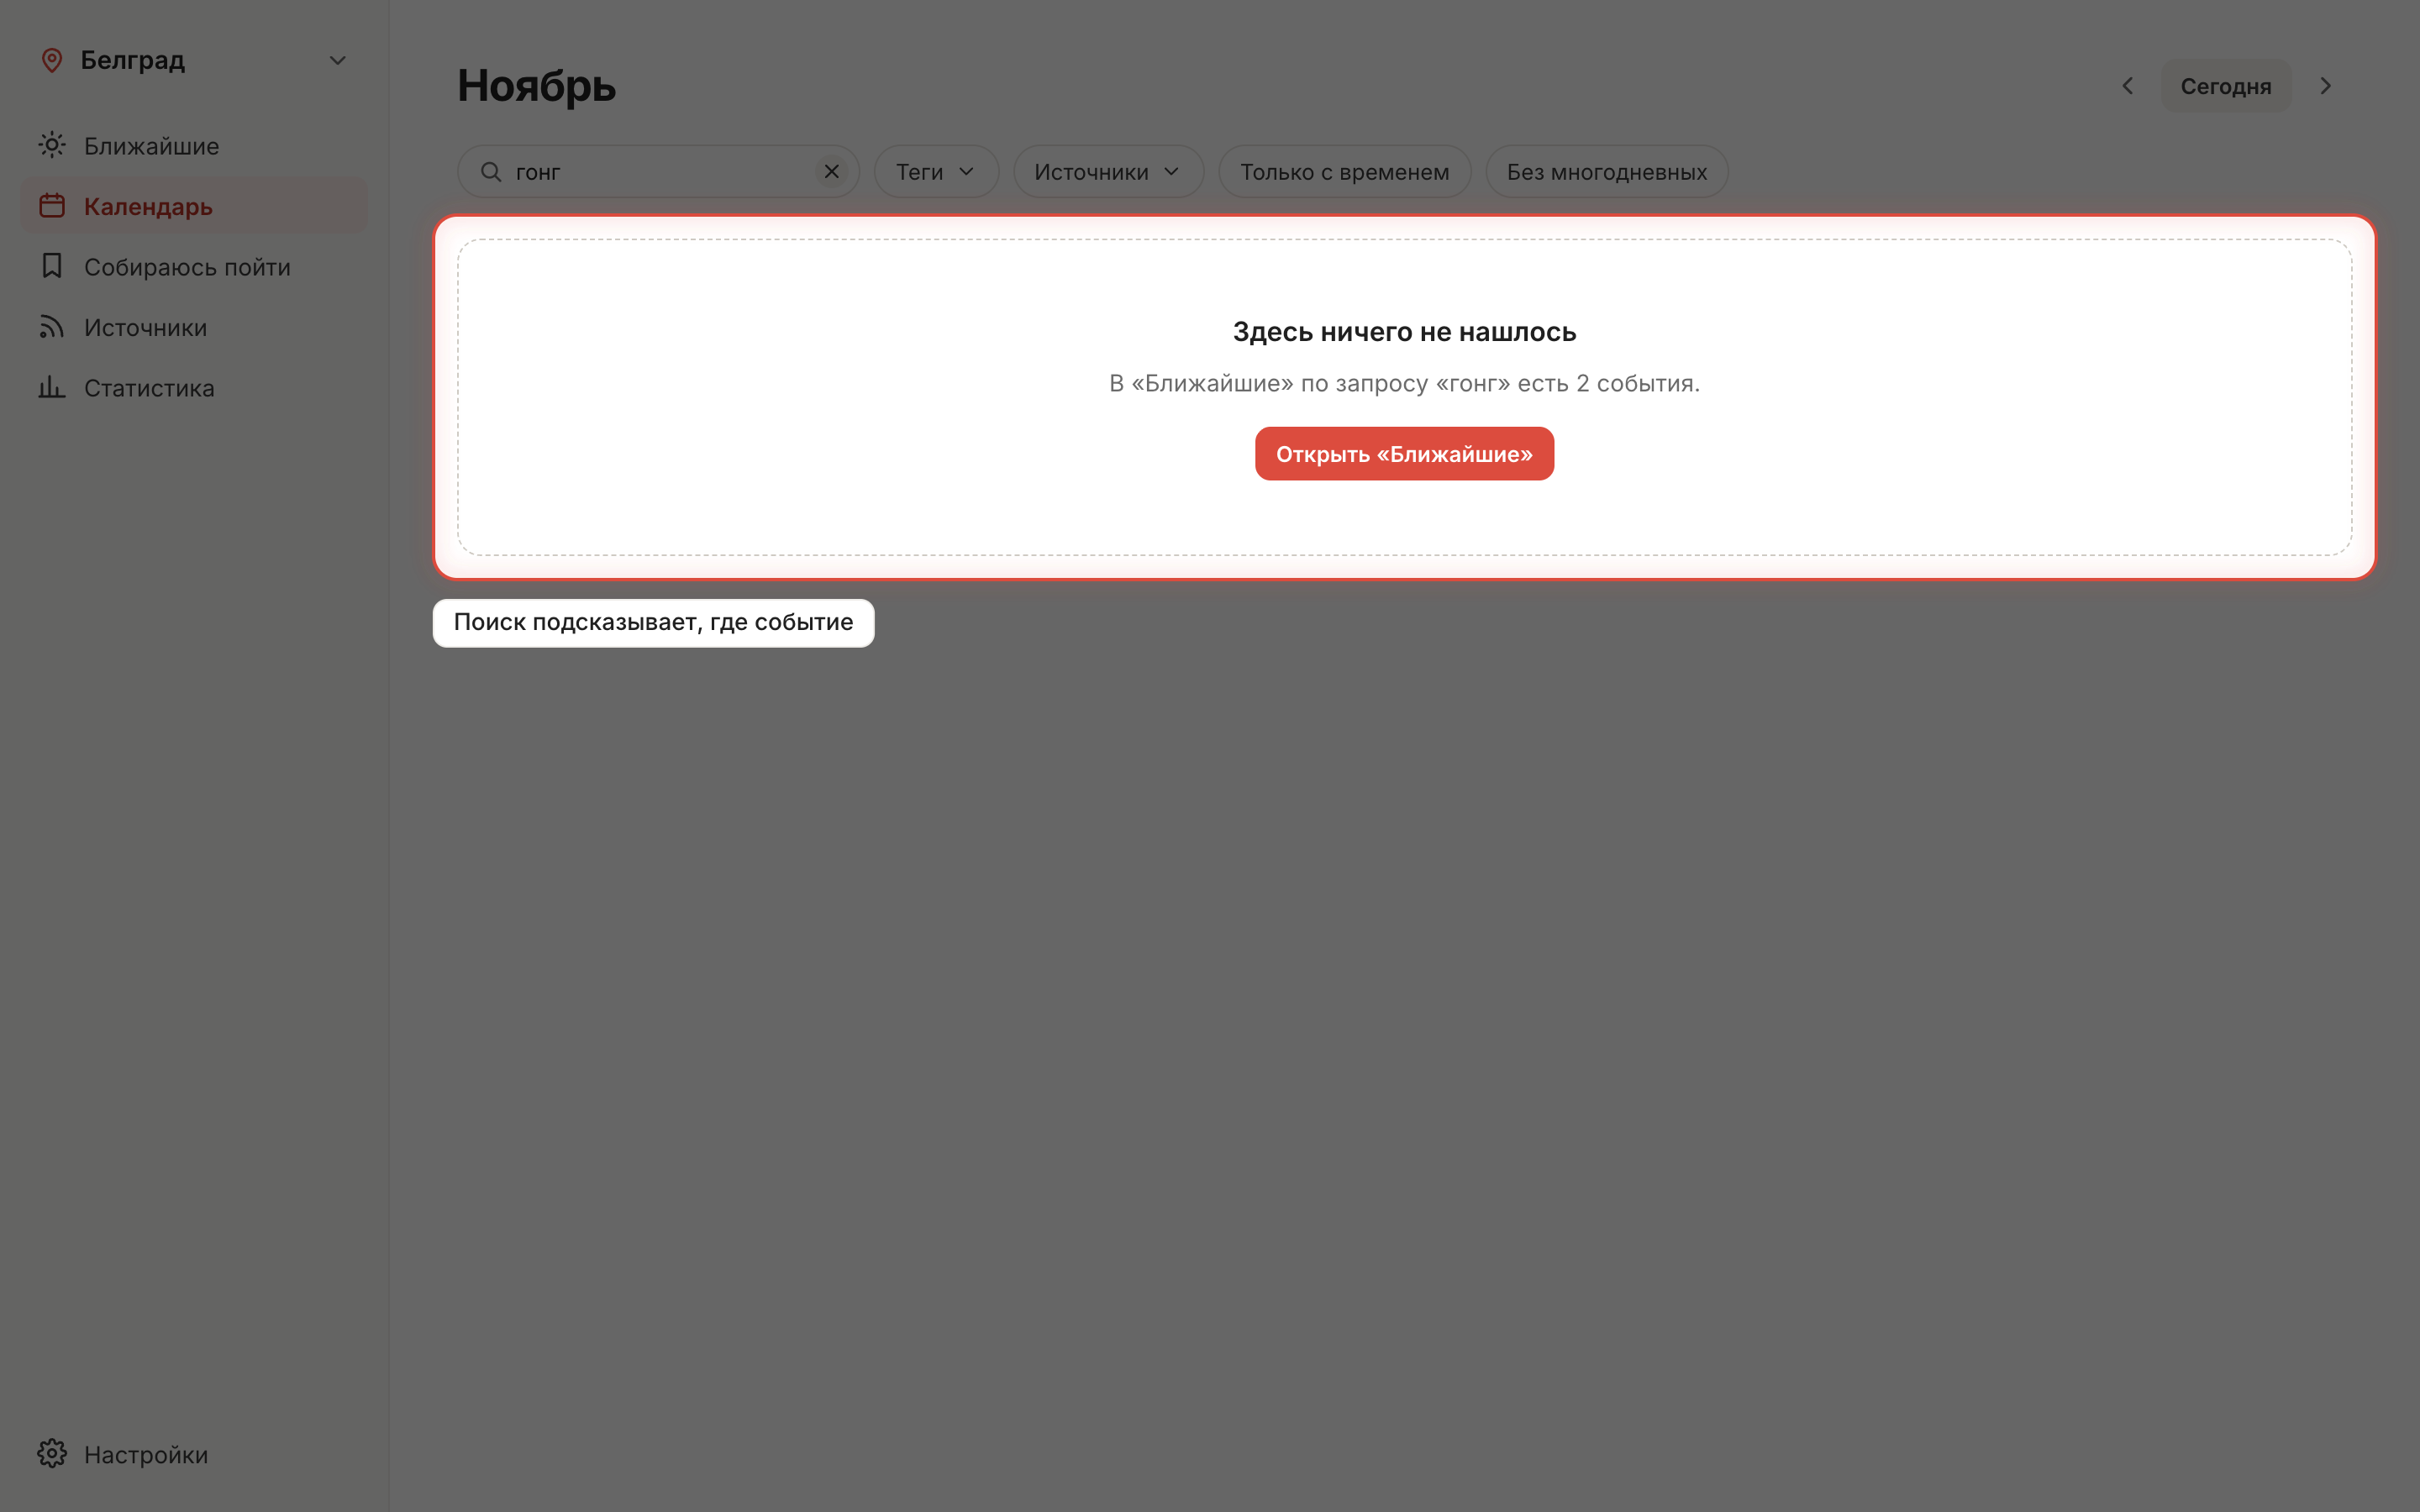 Белград
Ближайшие
Календарь
Собираюсь пойти
Источники
Статистика
Настройки
Ноябрь
Сегодня
гонг
Теги
Источники
Только с временем
Без многодневных
Здесь ничего не нашлось
В «Ближайшие» по запросу «гонг» есть 2 события.
Открыть «Ближайшие»
Поиск подсказывает, где событие